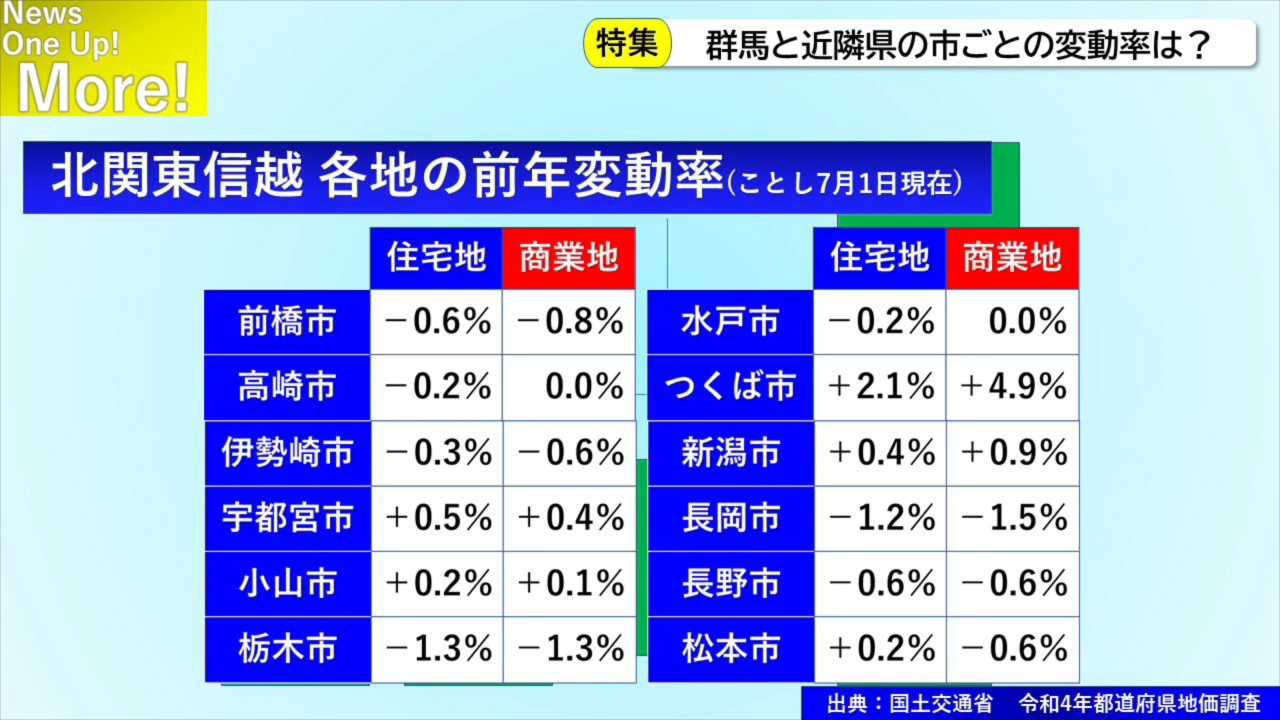 News
One Up!
More!
特集 群馬と近隣県の市ごとの変動率は？
北関東信越 各地の前年変動率(ことし7月1日現在)
住宅地 商業地
前橋市 －0.6% －0.8%
高崎市 －0.2% 0.0%
伊勢崎市 －0.3% －0.6%
宇都宮市 ＋0.5% ＋0.4%
小山市 ＋0.2% ＋0.1%
栃木市 －1.3% －1.3%
住宅地 商業地
水戸市 －0.2% 0.0%
つくば市 ＋2.1% ＋4.9%
新潟市 ＋0.4% ＋0.9%
長岡市 －1.2% －1.5%
長野市 －0.6% －0.6%
松本市 ＋0.2% －0.6%
出典：国土交通省 令和4年都道府県地価調査